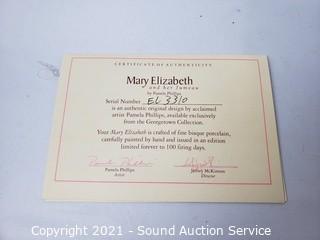 CERTIFICATE OF AUTHENTICITY
Mary Elizabeth
and her Jumeau
by Pamela Phillips
Serial Number EL 3310
is an authentic original design by acclaimed
artist Pamela Phillips, available exclusively
from the Georgetown Collection.
Your Mary Elizabeth is crafted of fine bisque porcelain,
carefully painted by hand and issued in an edition
limited forever to 100 firing days.
Pamela Phillips
Pamela Phillips
Artist
Jeffrey McKinnon
Director
Copyright 2021 - Sound Auction Service